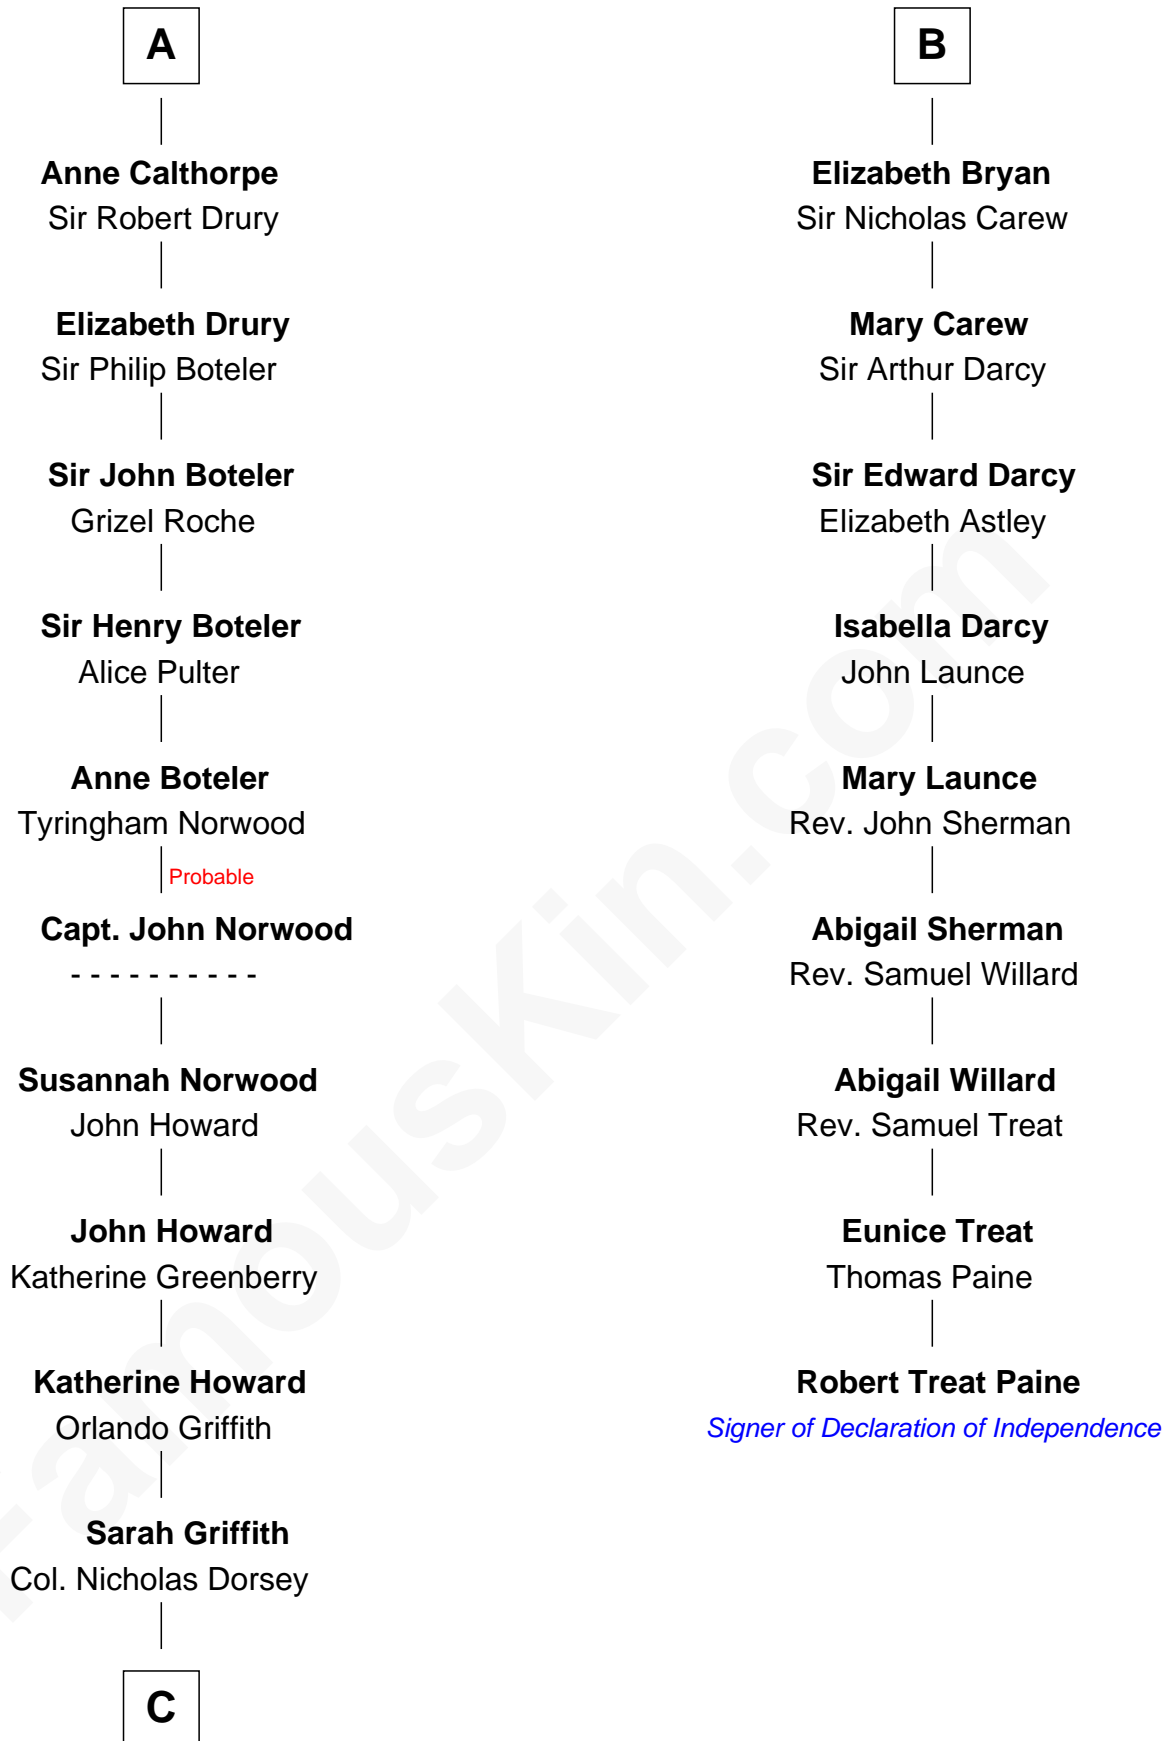 A
Anne Calthorpe
Sir Robert Drury
Elizabeth Drury
Sir Philip Boteler
Sir John Boteler
Grizel Roche
Sir Henry Boteler
Alice Pulter
Anne Boteler
Tyringham Norwood
Probable
Capt. John Norwood
- - - - - - - - - -
Susannah Norwood
John Howard
John Howard
Katherine Greenberry
Katherine Howard
Orlando Griffith
Sarah Griffith
Col. Nicholas Dorsey
C
B
Elizabeth Bryan
Sir Nicholas Carew
Mary Carew
Sir Arthur Darcy
Sir Edward Darcy
Elizabeth Astley
Isabella Darcy
John Launce
Mary Launce
Rev. John Sherman
Abigail Sherman
Rev. Samuel Willard
Abigail Willard
Rev. Samuel Treat
Eunice Treat
Thomas Paine
Robert Treat Paine
Signer of Declaration of Independence
FamousKin.com